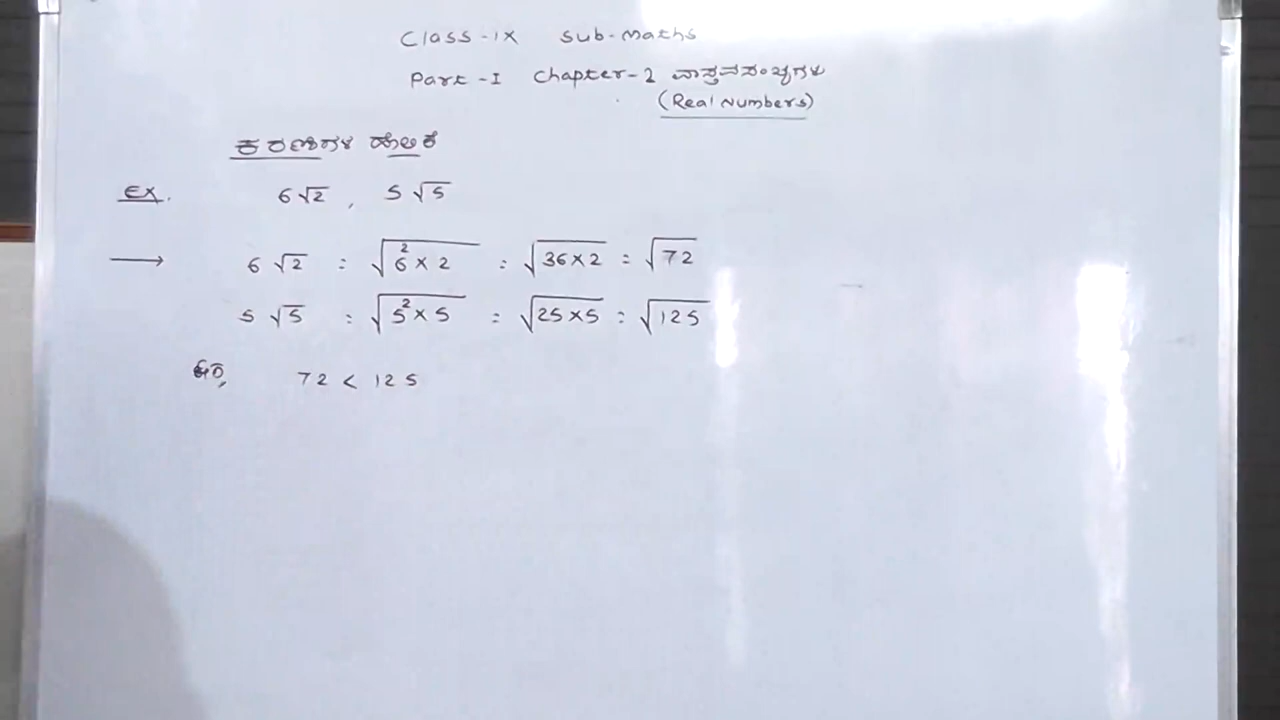 Class-IX Sub-Maths
Part-I Chapter-2 ವಾಸ್ತವಸಂಖ್ಯೆಗಳು
(Real Numbers)
ಕರಣಿಗಳ ಹೋಲಿಕೆ
Ex. 6√2, 5√5
→ 6√2 = √(6² × 2) = √(36×2) = √72
5√5 = √(5² × 5) = √(25×5) = √125
72 < 125